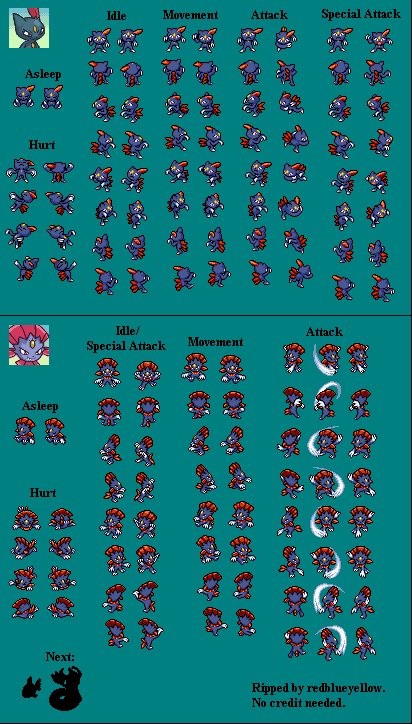 Idle
Movement
Attack
Special Attack
Asleep
Hurt
Idle/
Special Attack
Movement
Attack
Asleep
Hurt
Next:
Ripped by redblueyellow.
No credit needed.